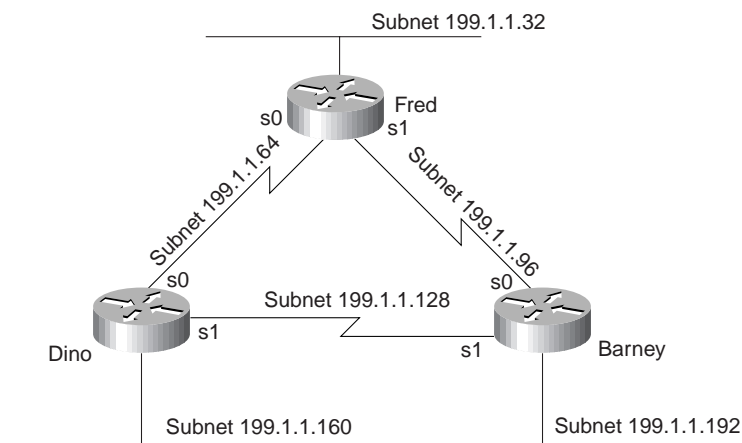 Subnet 199.1.1.32
Fred
s0
s1
Subnet 199.1.1.64
Subnet 199.1.1.96
s0
s0
Subnet 199.1.1.128
s1
s1
Dino
Barney
Subnet 199.1.1.160
Subnet 199.1.1.192